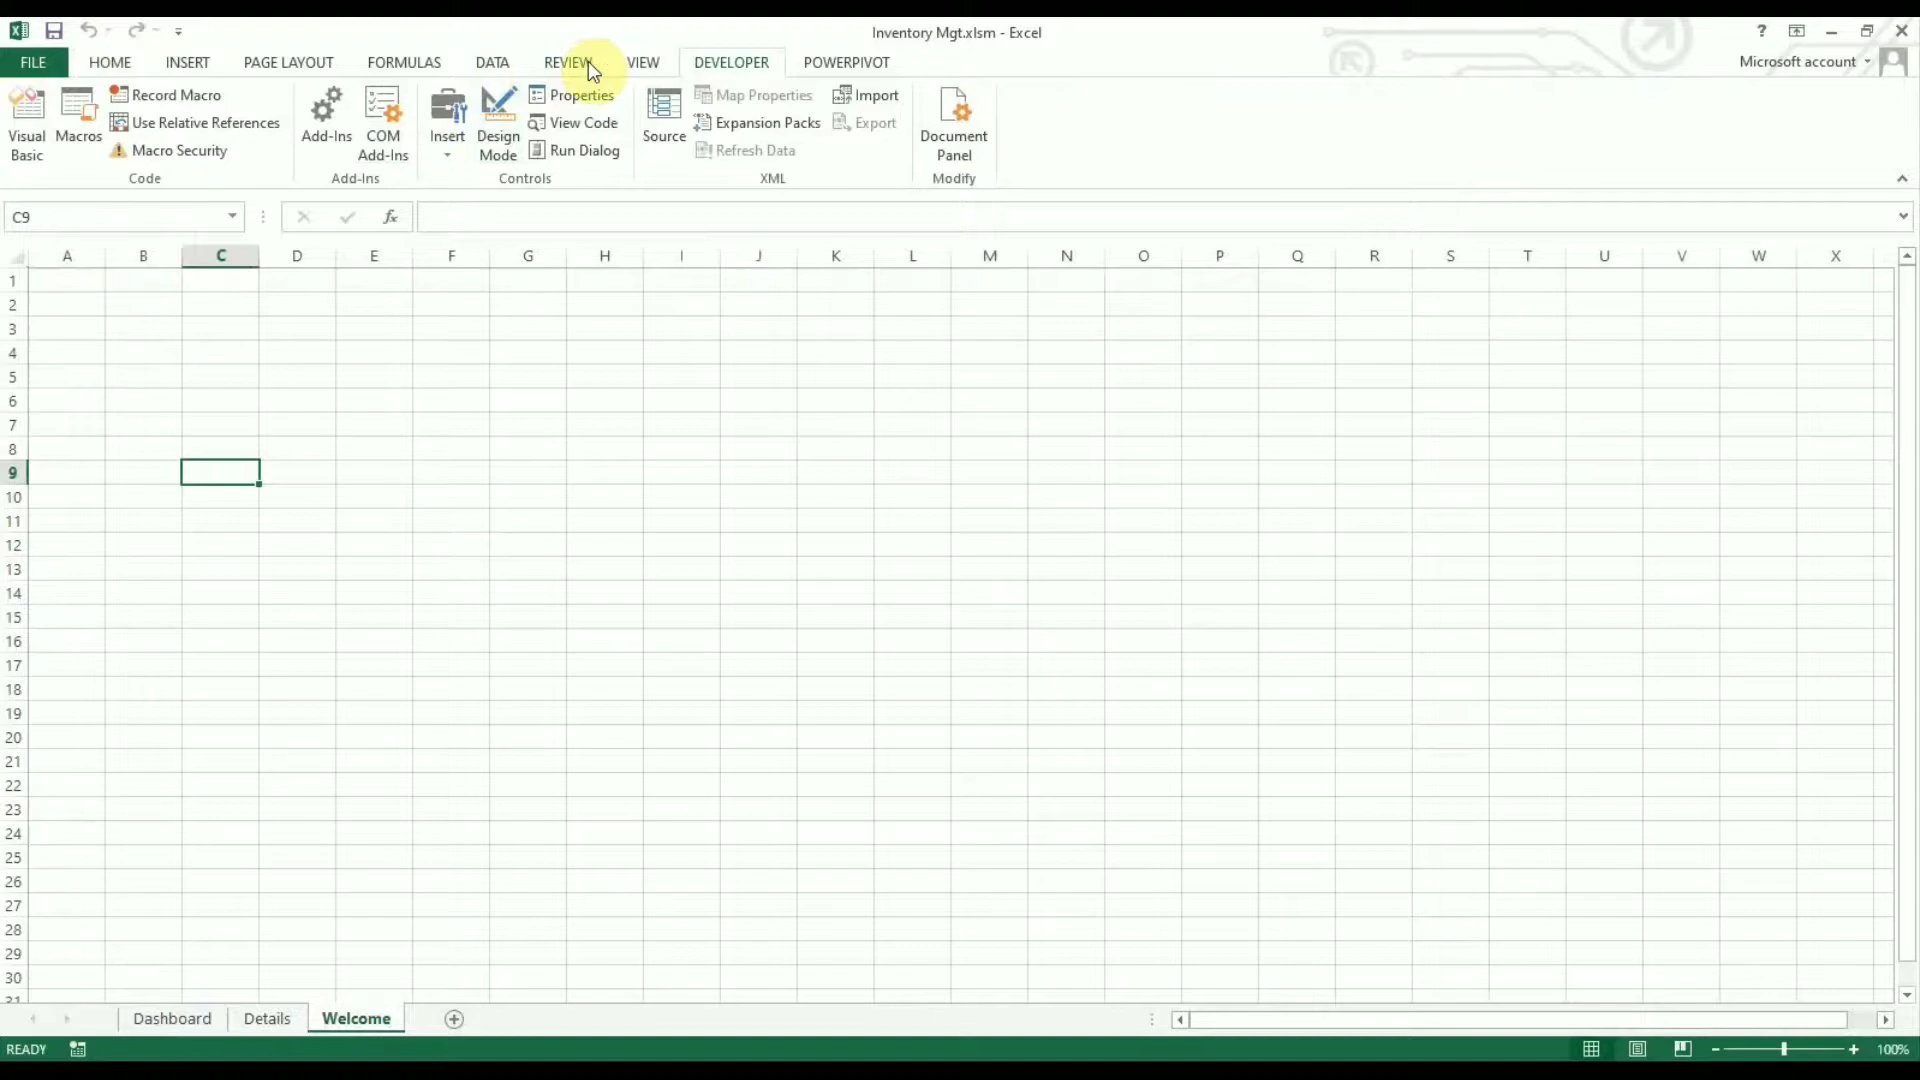 Inventory Mgt.xlsm - Excel
?
FILE HOME INSERT PAGE LAYOUT FORMULAS DATA REVIEW VIEW DEVELOPER POWERPIVOT Microsoft account
Visual Basic
Macros
Record Macro
Use Relative References
Macro Security
Code
Add-Ins
COM Add-Ins
Add-Ins
Insert
Design Mode
Properties
View Code
Run Dialog
Controls
Source
Map Properties
Expansion Packs
Refresh Data
Import
Export
XML
Document Panel
Modify
C9 fx
A B C D E F G H I J K L M N O P Q R S T U V W X
1
2
3
4
5
6
7
8
9
10
11
12
13
14
15
16
17
18
19
20
21
22
23
24
25
26
27
28
29
30
31
Dashboard Details Welcome
READY 100%